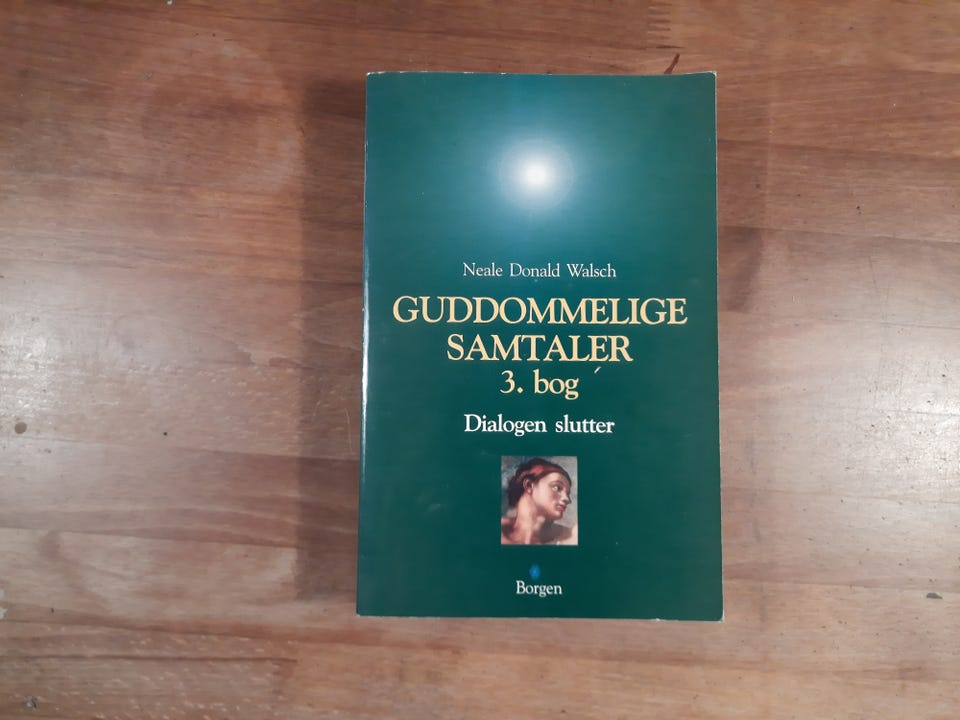 Neale Donald Walsch
GUDDOMMELIGE
SAMTALER
3. bog
Dialogen slutter
Borgen